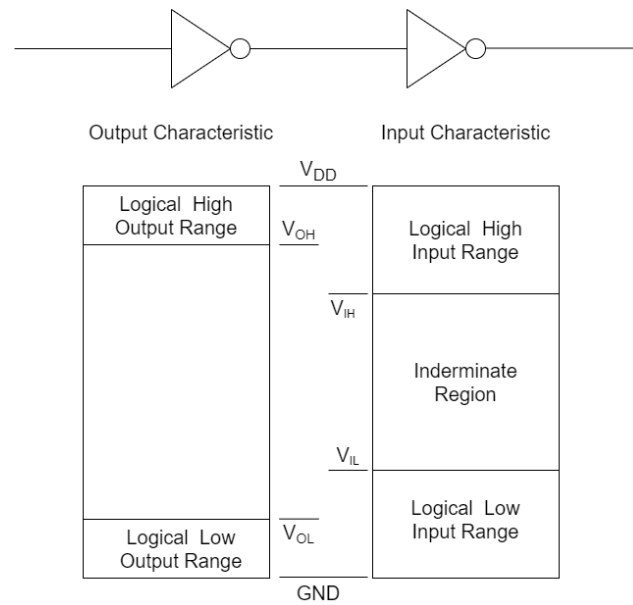 Output Characteristic
Input Characteristic
VDD
Logical High
Output Range
VOH
Logical High
Input Range
VIH
Inderminate
Region
VIL
Logical Low
Output Range
VOL
Logical Low
Input Range
GND